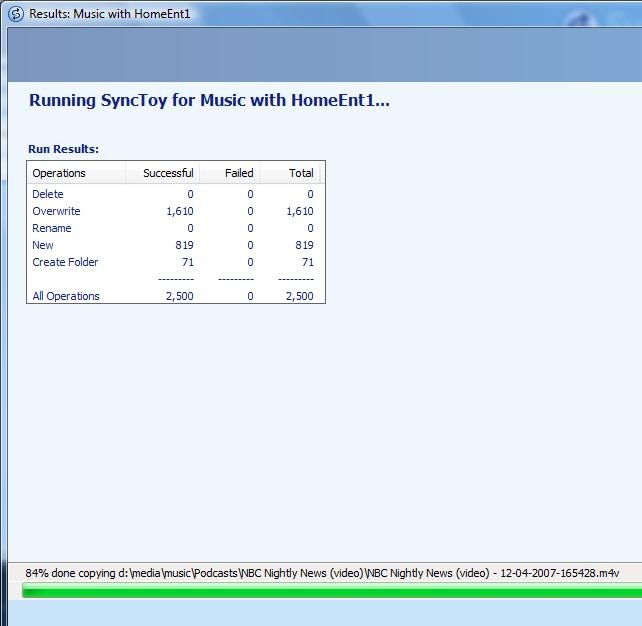 Results: Music with HomeEnt1
Running SyncToy for Music with HomeEnt1...
Run Results:
Operations Successful Failed Total
Delete 0 0 0
Overwrite 1,610 0 1,610
Rename 0 0 0
New 819 0 819
Create Folder 71 0 71
--------- --------- ---------
All Operations 2,500 0 2,500
84% done copying d:\media\music\Podcasts\NBC Nightly News (video)\NBC Nightly News (video) - 12-04-2007-165428.m4v